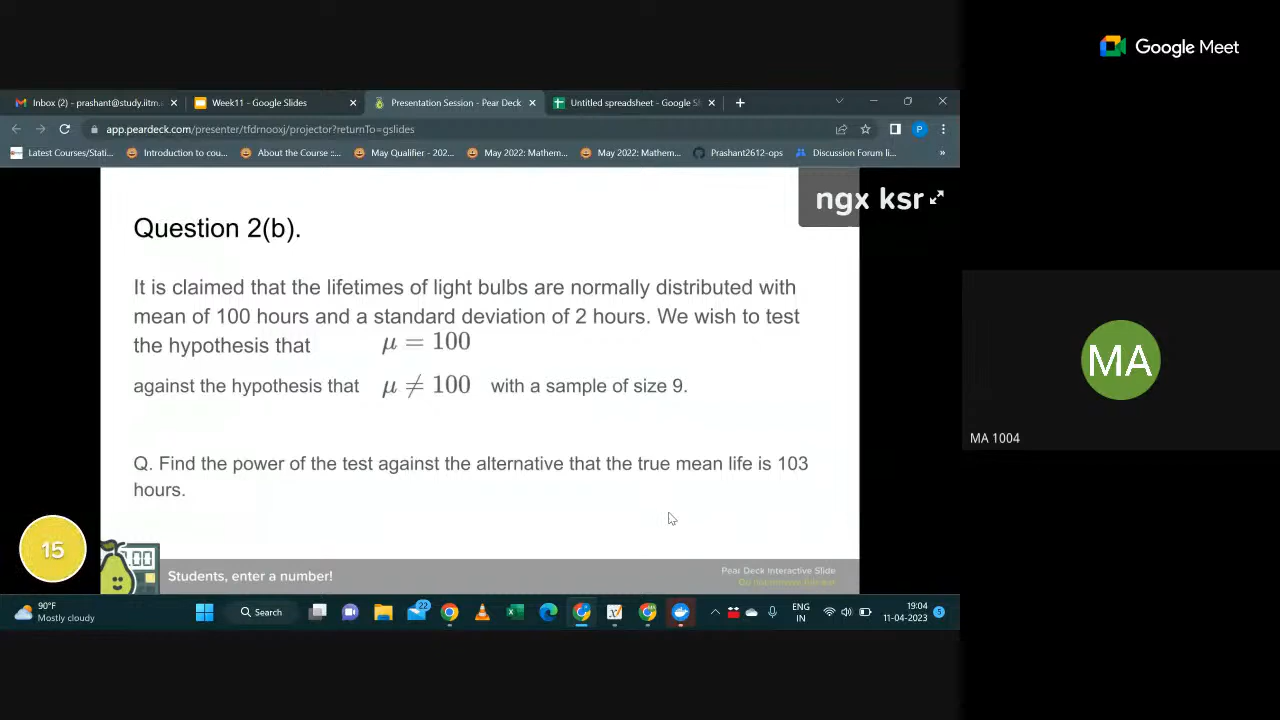 Google Meet
Inbox (2) - prashant@study.iitm.
Week11 - Google Slides
Presentation Session - Pear Deck
Untitled spreadsheet - Google S
app.peardeck.com/presenter/tfdrnooxj/projector?returnTo=gslides
P
Latest Courses/Stati...
Introduction to cou...
About the Course ::...
May Qualifier - 202...
May 2022: Mathem...
May 2022: Mathem...
Prashant2612-ops
Discussion Forum li...
»
ngx ksr
Question 2(b).
It is claimed that the lifetimes of light bulbs are normally distributed with
mean of 100 hours and a standard deviation of 2 hours. We wish to test
the hypothesis that μ = 100
against the hypothesis that μ ≠ 100 with a sample of size 9.
Q. Find the power of the test against the alternative that the true mean life is 103
hours.
MA
MA 1004
15
.00
Students, enter a number!
Pear Deck Interactive Slide
90°F
Mostly cloudy
Search
22
ENG
IN
19:04
11-04-2023
5